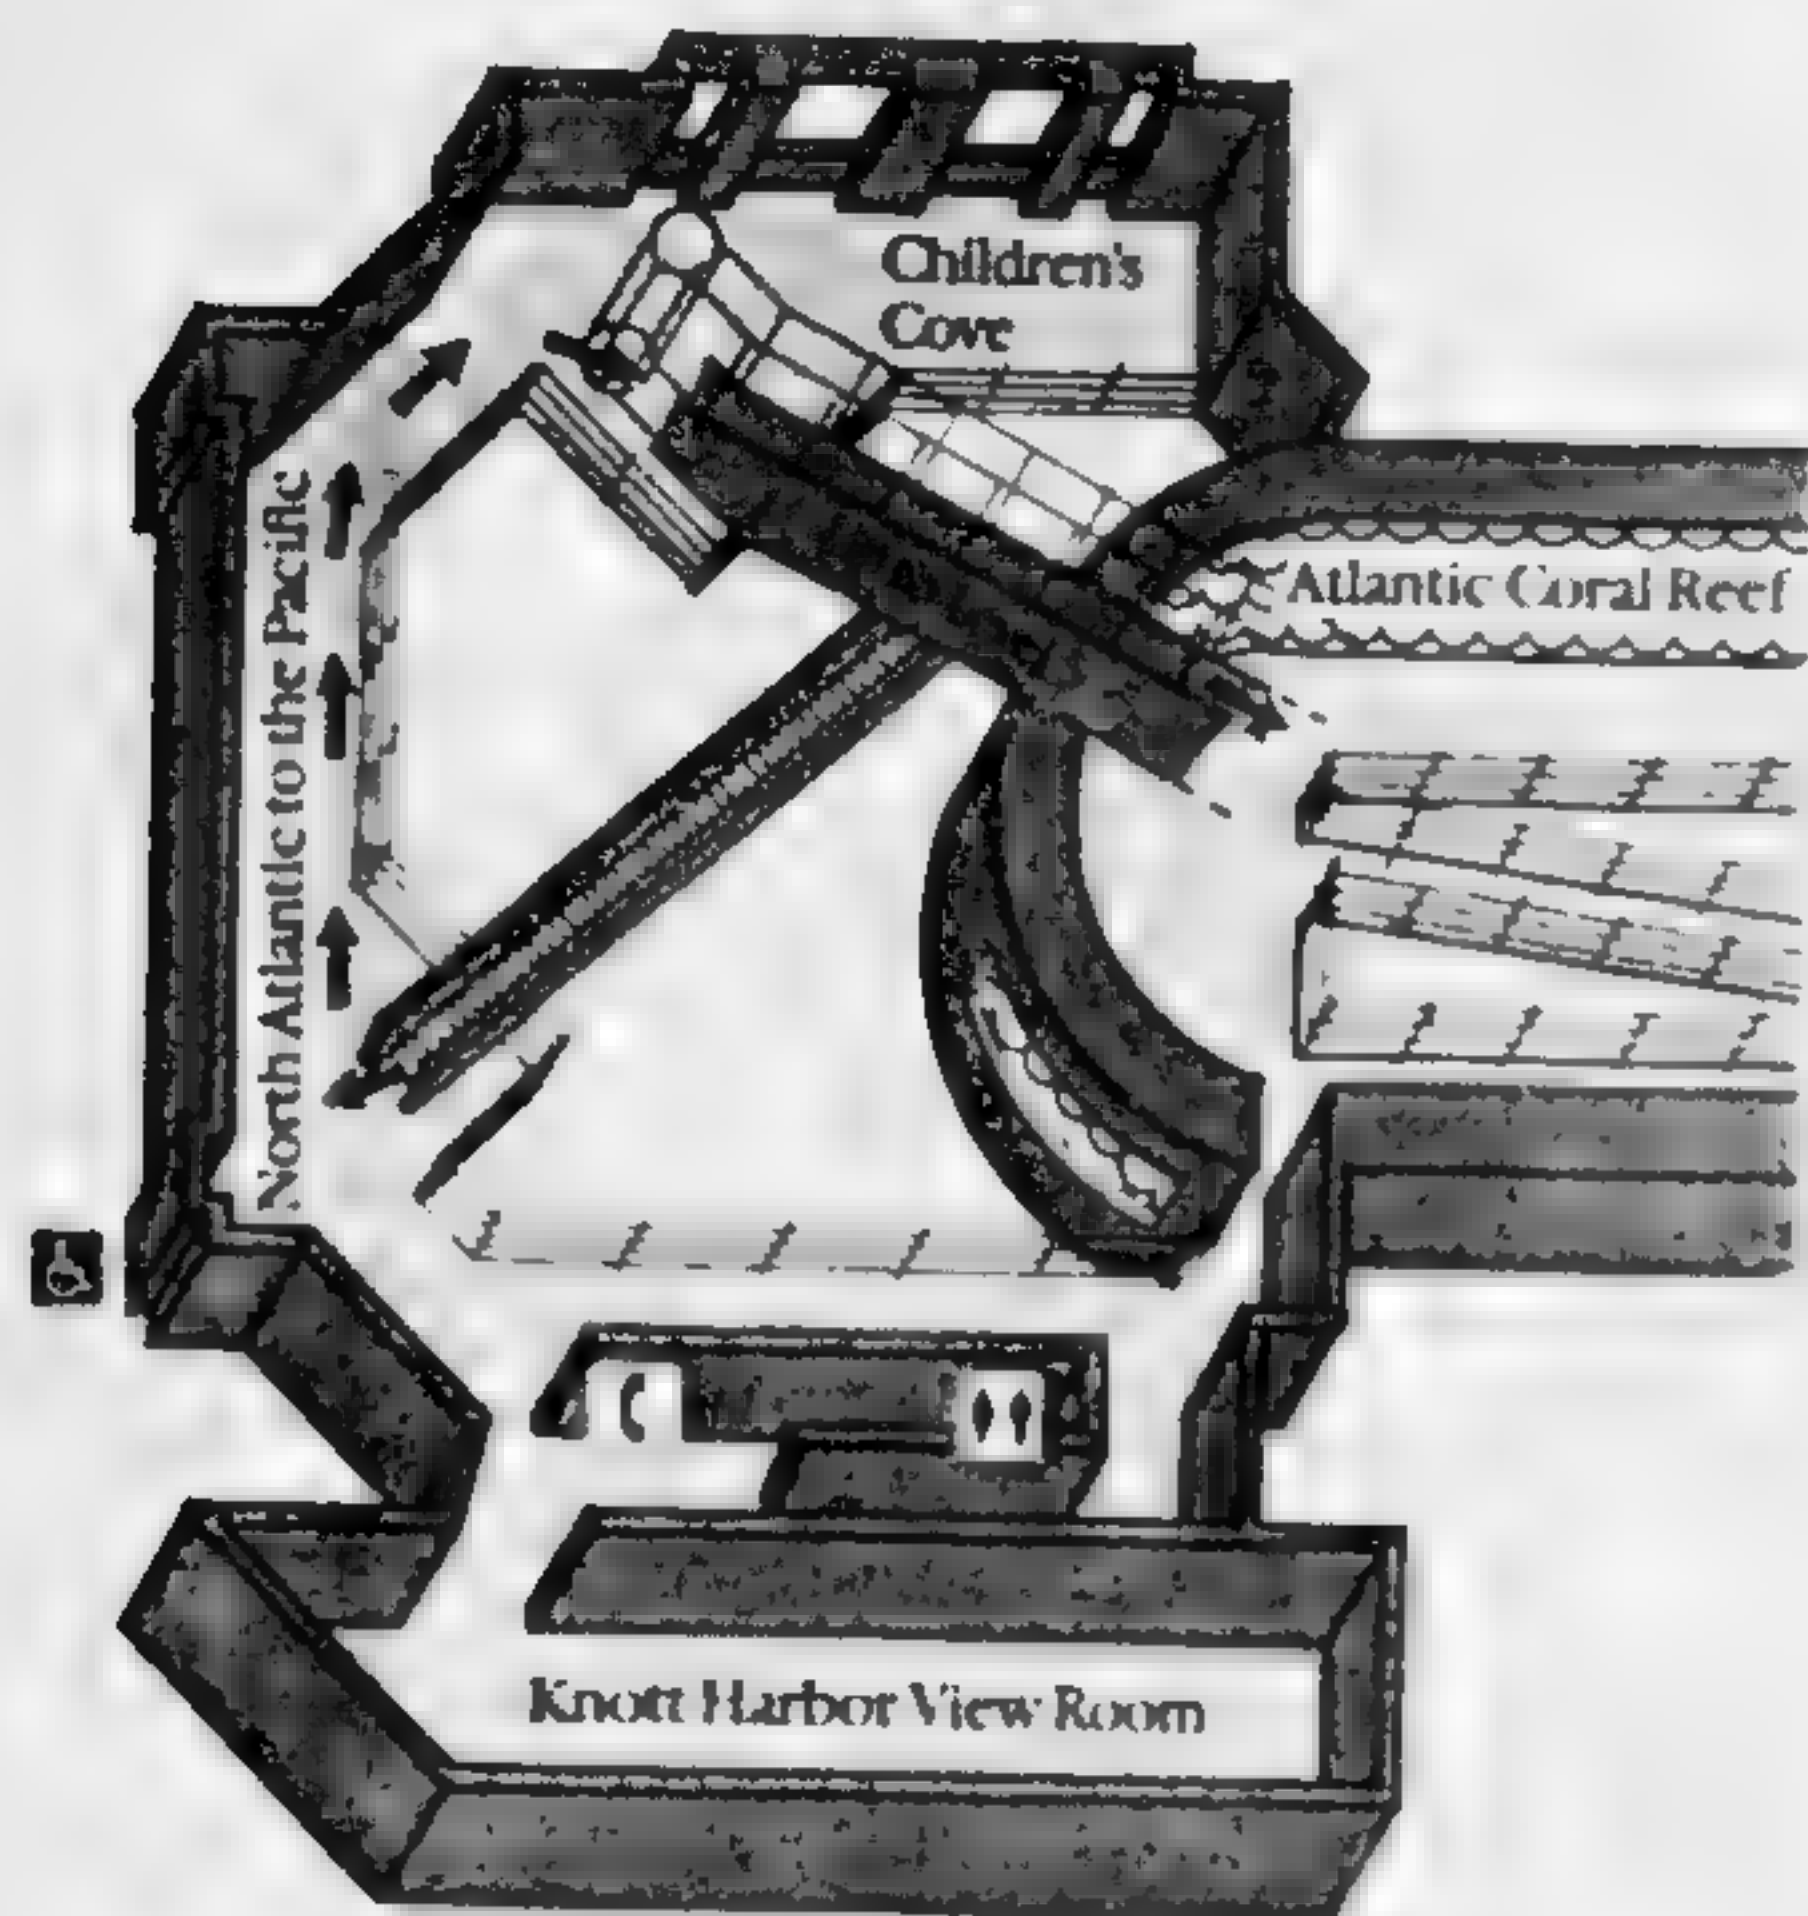 Children's
Cove
North Atlantic to the Pacific
Atlantic Coral Reef
Knott Harbor View Room